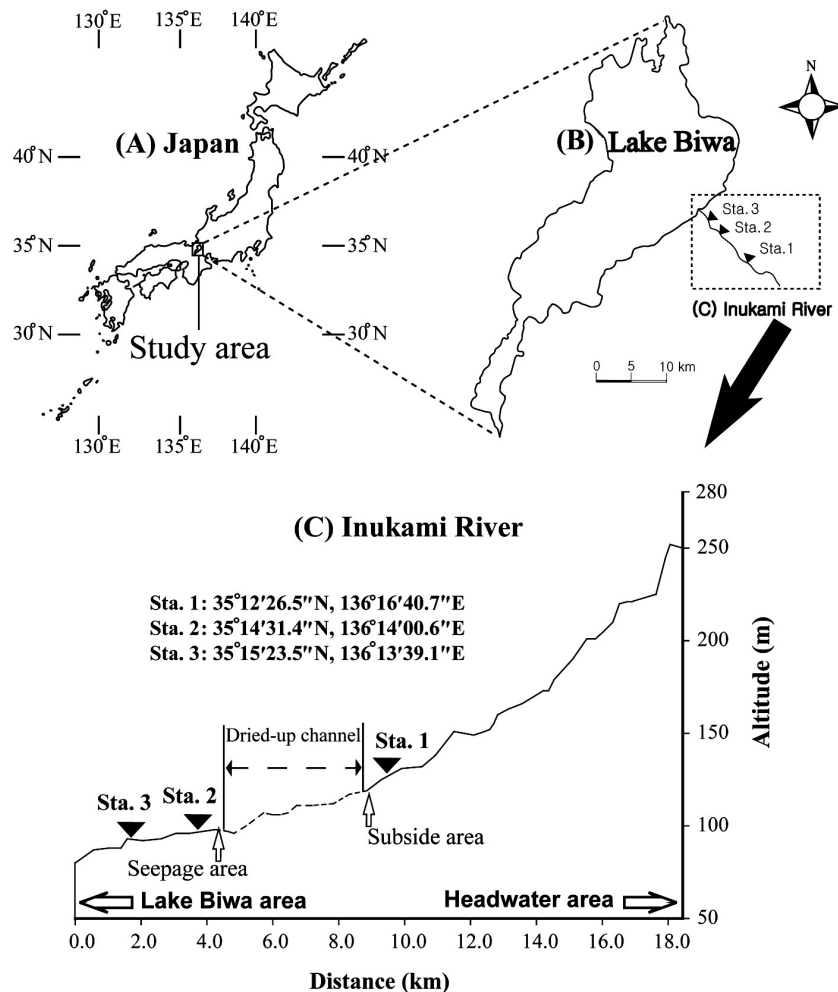 130°E 135°E 140°E
N
(A) Japan
(B) Lake Biwa
40°N 40°N
35°N 35°N
30°N 30°N
Sta. 3
Sta. 2
Sta. 1
(C) Inukami River
Study area
0 5 10 km
130°E 135°E 140°E
(C) Inukami River
Sta. 1: 35°12′26.5″N, 136°16′40.7″E
Sta. 2: 35°14′31.4″N, 136°14′00.6″E
Sta. 3: 35°15′23.5″N, 136°13′39.1″E
Dried-up channel
Sta. 1
Sta. 2
Sta. 3
Subside area
Seepage area
Lake Biwa area
Headwater area
280
250
200
150
100
50
Altitude (m)
0.0 2.0 4.0 6.0 8.0 10.0 12.0 14.0 16.0 18.0
Distance (km)